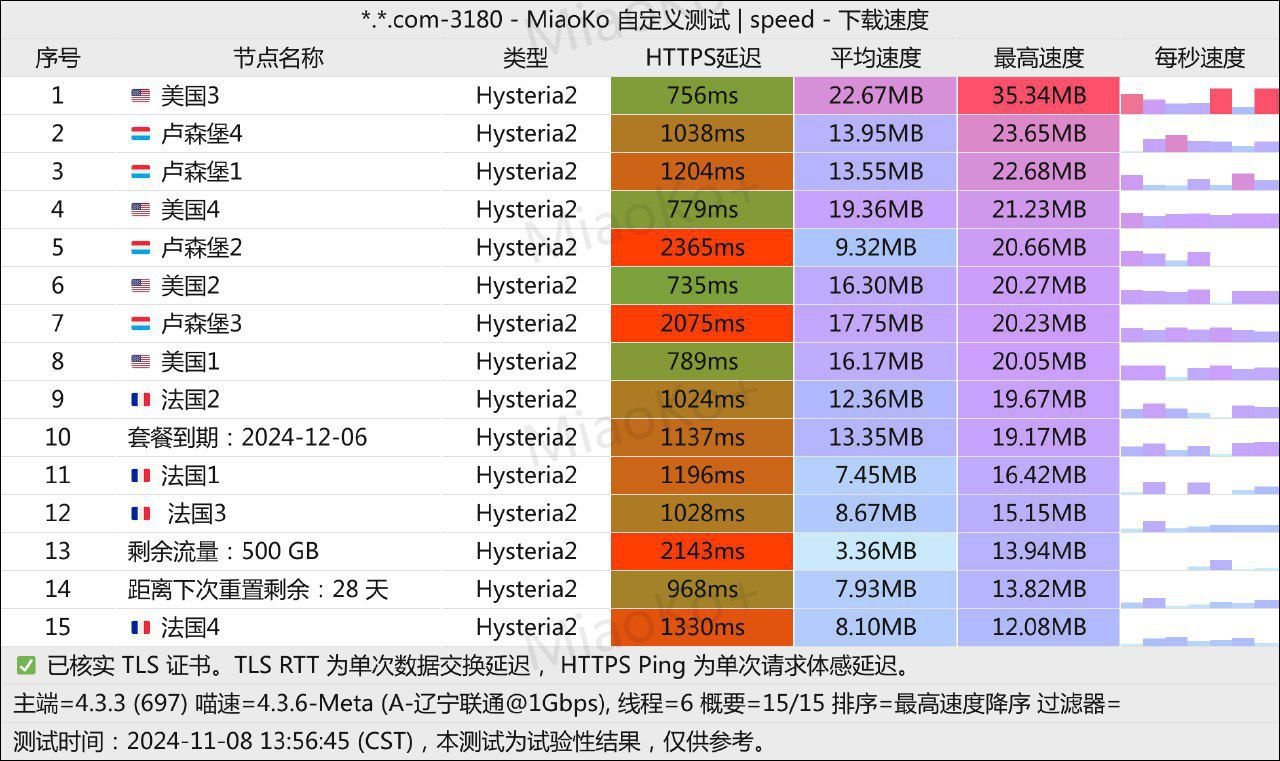 *.*.com-3180 - MiaoKo 自定义测试 | speed - 下载速度
序号 节点名称 类型 HTTPS延迟 平均速度 最高速度 每秒速度
1 美国3 Hysteria2 756ms 22.67MB 35.34MB
2 卢森堡4 Hysteria2 1038ms 13.95MB 23.65MB
3 卢森堡1 Hysteria2 1204ms 13.55MB 22.68MB
4 美国4 Hysteria2 779ms 19.36MB 21.23MB
5 卢森堡2 Hysteria2 2365ms 9.32MB 20.66MB
6 美国2 Hysteria2 735ms 16.30MB 20.27MB
7 卢森堡3 Hysteria2 2075ms 17.75MB 20.23MB
8 美国1 Hysteria2 789ms 16.17MB 20.05MB
9 法国2 Hysteria2 1024ms 12.36MB 19.67MB
10 套餐到期：2024-12-06 Hysteria2 1137ms 13.35MB 19.17MB
11 法国1 Hysteria2 1196ms 7.45MB 16.42MB
12 法国3 Hysteria2 1028ms 8.67MB 15.15MB
13 剩余流量：500 GB Hysteria2 2143ms 3.36MB 13.94MB
14 距离下次重置剩余：28 天 Hysteria2 968ms 7.93MB 13.82MB
15 法国4 Hysteria2 1330ms 8.10MB 12.08MB
✅ 已核实 TLS 证书。TLS RTT 为单次数据交换延迟， HTTPS Ping 为单次请求体感延迟。
主端=4.3.3 (697) 喵速=4.3.6-Meta (A-辽宁联通@1Gbps), 线程=6 概要=15/15 排序=最高速度降序 过滤器=
测试时间：2024-11-08 13:56:45 (CST)，本测试为试验性结果，仅供参考。
MiaoKo+
MiaoKo+
MiaoKo+
MiaoKo+